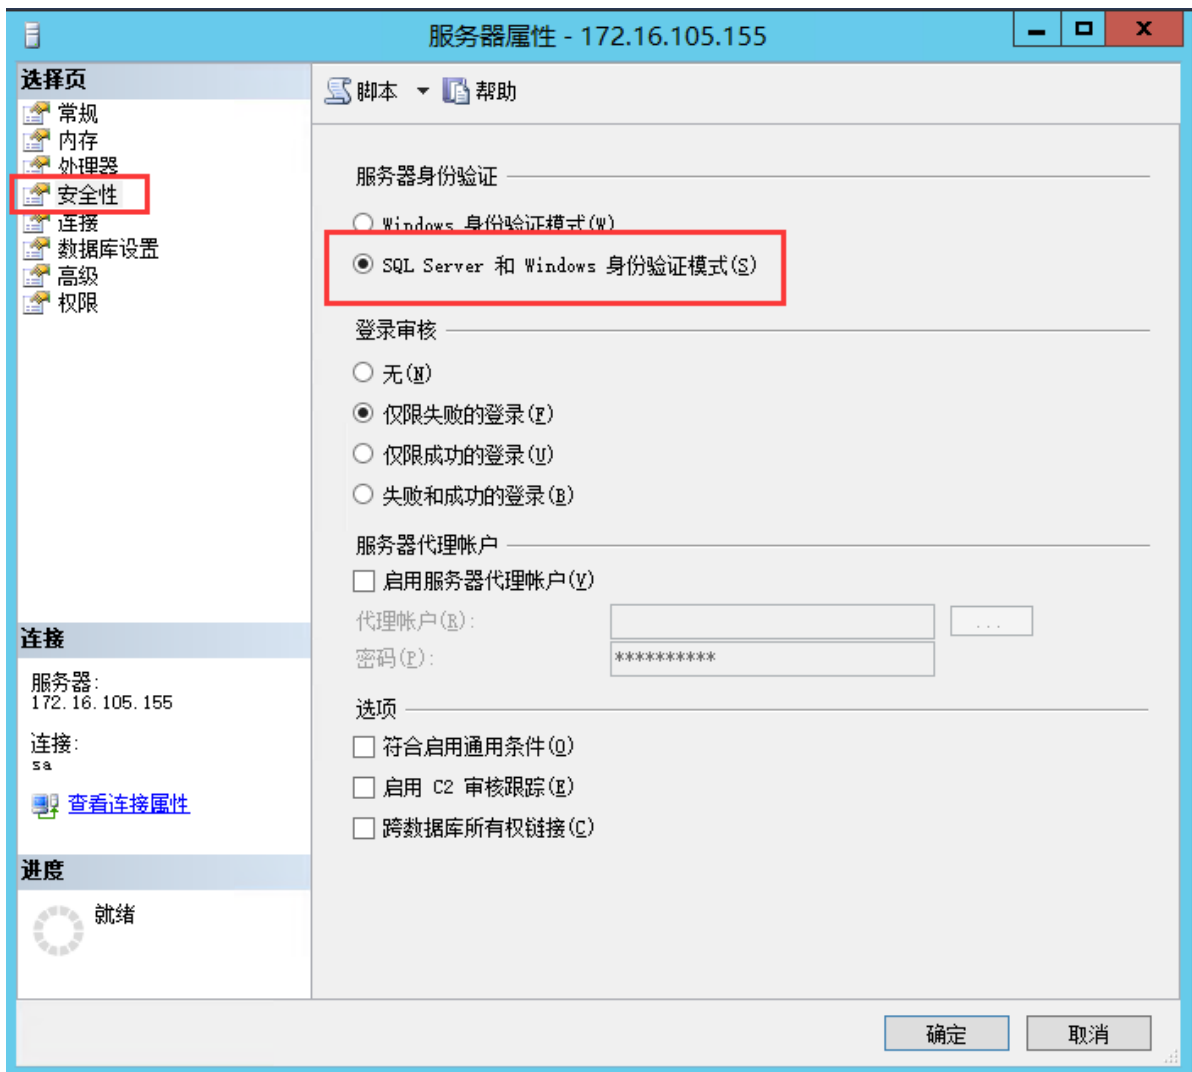 服务器属性 - 172.16.105.155
选择页
常规
内存
处理器
安全性
连接
数据库设置
高级
权限
脚本
帮助
服务器身份验证
Windows 身份验证模式(W)
SQL Server 和 Windows 身份验证模式(S)
登录审核
无(N)
仅限失败的登录(F)
仅限成功的登录(U)
失败和成功的登录(B)
服务器代理帐户
启用服务器代理帐户(V)
代理帐户(R):
...
密码(P):
**********
选项
符合启用通用条件(O)
启用 C2 审核跟踪(E)
跨数据库所有权链接(C)
连接
服务器:
172.16.105.155
连接:
sa
查看连接属性
进度
就绪
确定
取消